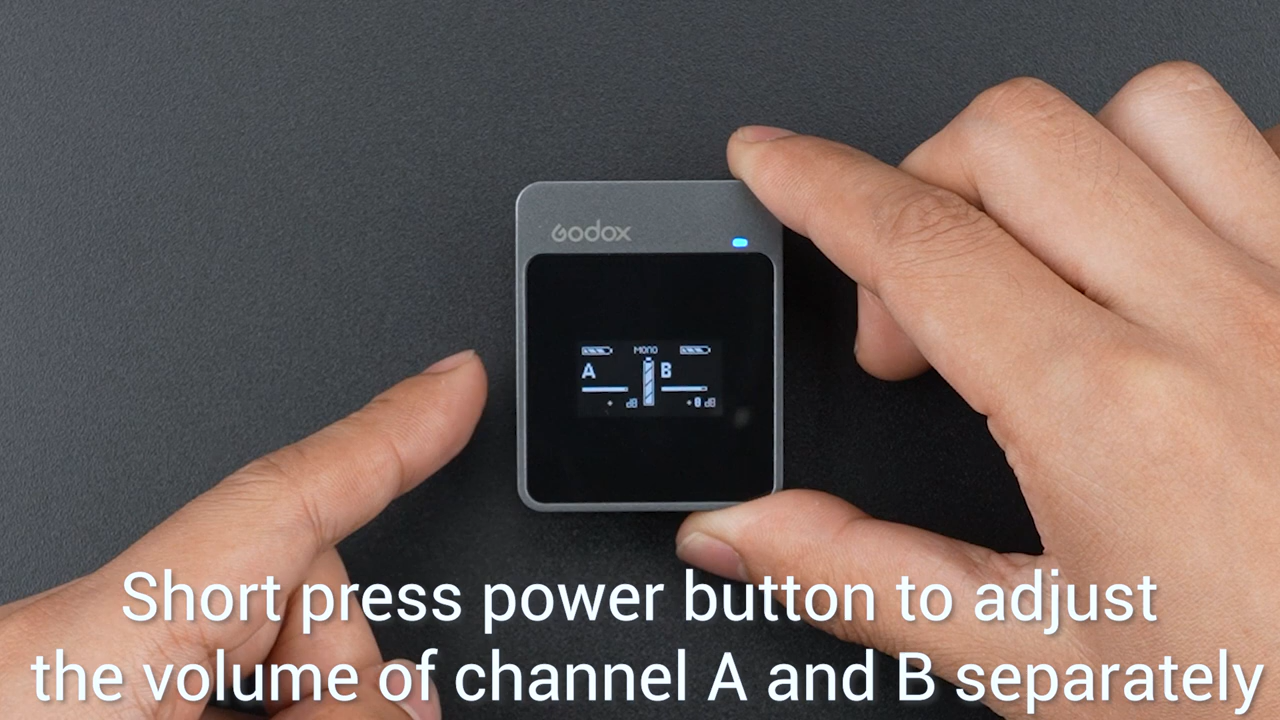 Godox
MONO
A B
+ dB +0 dB
Short press power button to adjust
the volume of channel A and B separately